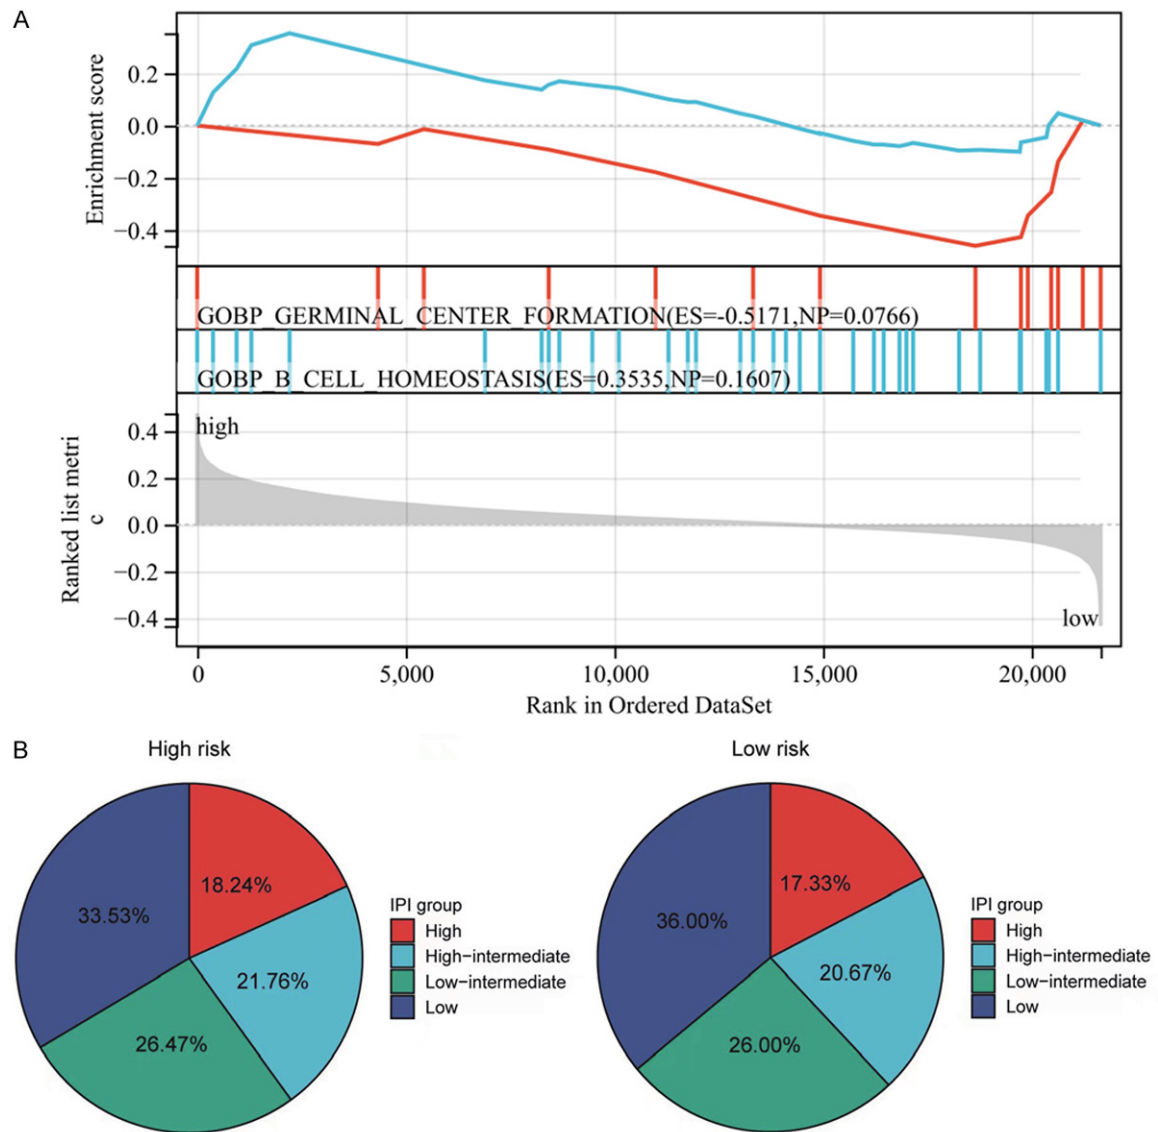 A
Enrichment score
0.2
0.0
−0.2
−0.4
GOBP_GERMINAL_CENTER_FORMATION(ES=-0.5171,NP=0.0766)
GOBP_B_CELL_HOMEOSTASIS(ES=0.3535,NP=0.1607)
Ranked list metri
c
0.4
0.2
0.0
−0.2
−0.4
high
low
0 5,000 10,000 15,000 20,000
Rank in Ordered DataSet
B
High risk
18.24%
21.76%
26.47%
33.53%
IPI group
High
High−intermediate
Low−intermediate
Low
Low risk
17.33%
20.67%
26.00%
36.00%
IPI group
High
High−intermediate
Low−intermediate
Low